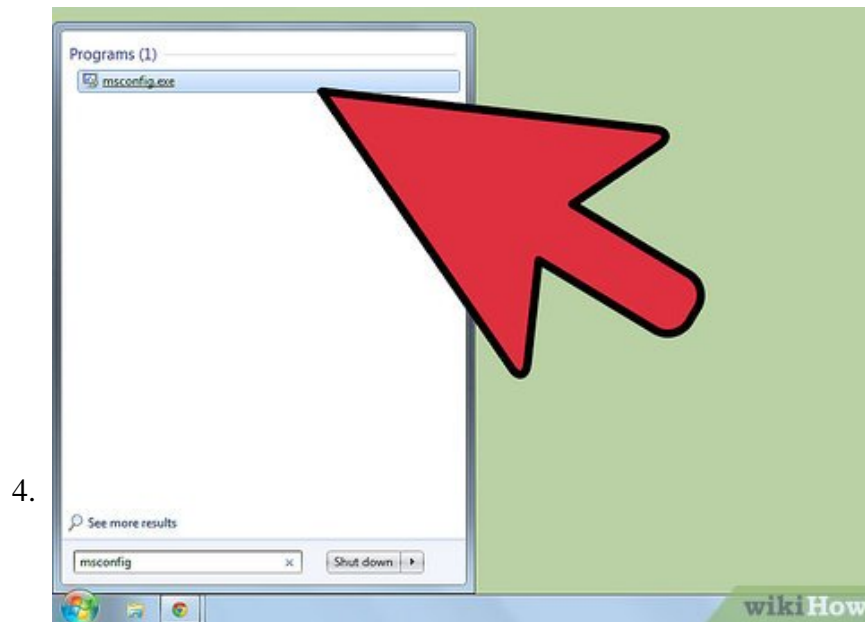 Programs (1)
msconfig.exe
4.
See more results
msconfig
Shut down
wikiHow